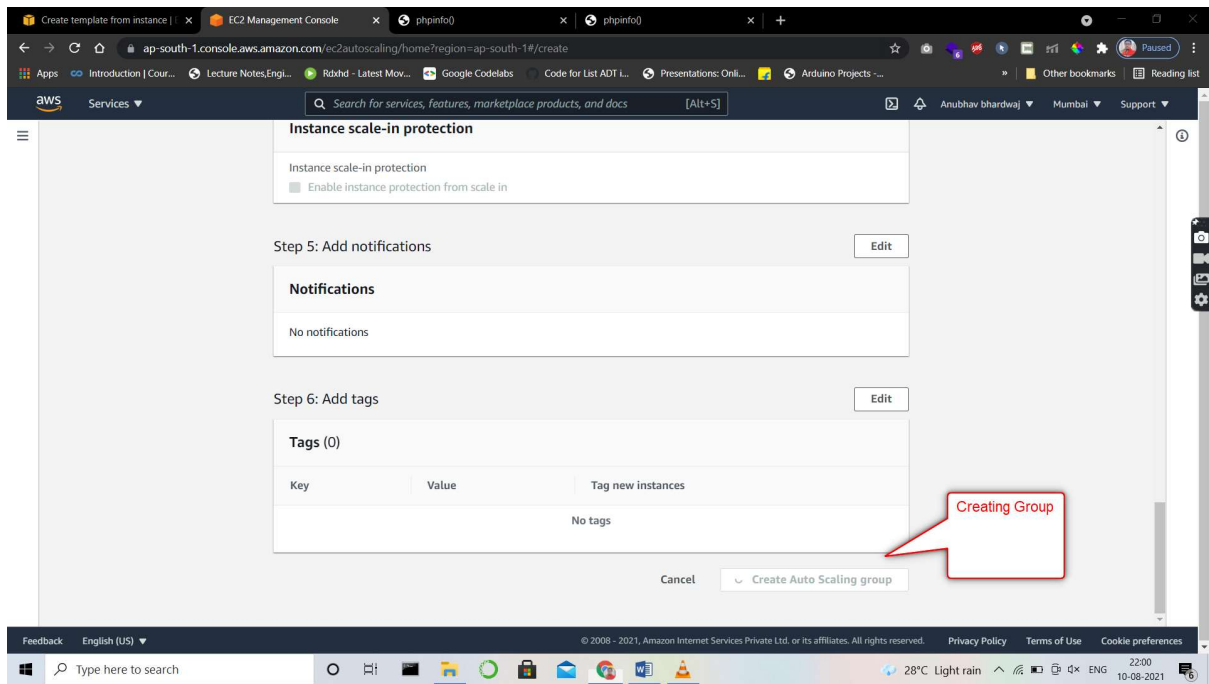 Create template from instance | E
EC2 Management Console
phpinfo()
phpinfo()
ap-south-1.console.aws.amazon.com/ec2autoscaling/home?region=ap-south-1#/create
6
Paused
Apps
Introduction | Cour...
Lecture Notes,Engi...
Rdxhd - Latest Mov...
Google Codelabs
Code for List ADT i...
Presentations: Onli...
Arduino Projects -...
»
Other bookmarks
Reading list
aws
Services ▼
Search for services, features, marketplace products, and docs
[Alt+S]
Anubhav bhardwaj ▼
Mumbai ▼
Support ▼
Instance scale-in protection
Instance scale-in protection
Enable instance protection from scale in
Step 5: Add notifications
Edit
Notifications
No notifications
Step 6: Add tags
Edit
Tags (0)
Key
Value
Tag new instances
No tags
Creating Group
Cancel
Create Auto Scaling group
Feedback
English (US) ▼
© 2008 - 2021, Amazon Internet Services Private Ltd. or its affiliates. All rights reserved.
Privacy Policy
Terms of Use
Cookie preferences
Type here to search
28°C Light rain
ENG
22:00
10-08-2021
6